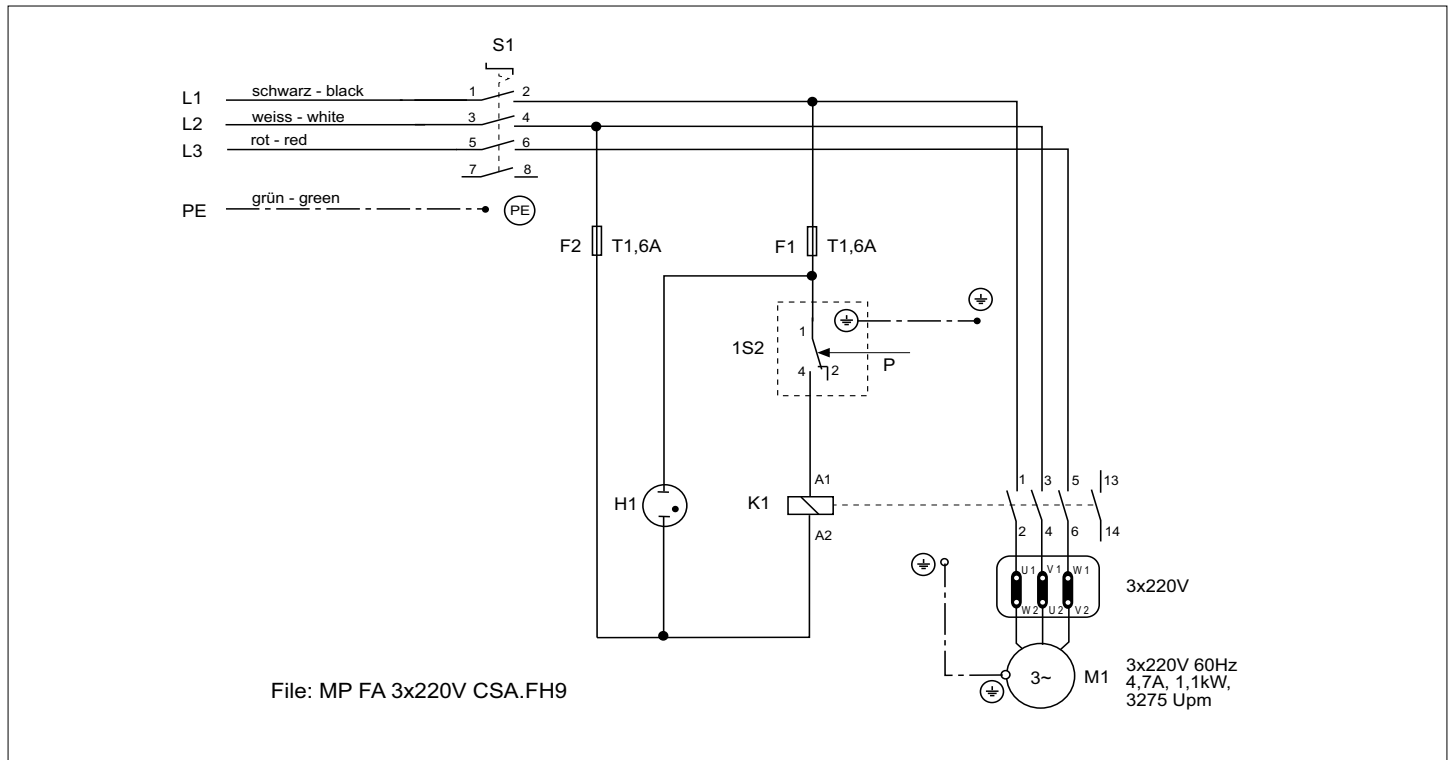 S1
L1 schwarz - black 1 2
L2 weiss - white 3 4
L3 rot - red 5 6
7 8
PE grün - green PE
F2 T1,6A F1 T1,6A
1
1S2
4 2 P
A1 1 3 5 13
H1 K1
A2 2 4 6 14
U1 V1 W1
3x220V
W2 U2 V2
3~ M1
3x220V 60Hz
4,7A, 1,1kW,
3275 Upm
File: MP FA 3x220V CSA.FH9